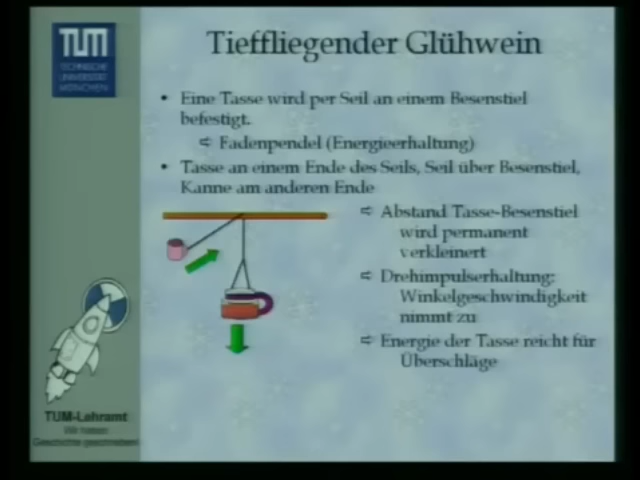 TUM
TECHNISCHE
UNIVERSITÄT
MÜNCHEN
Tieffliegender Glühwein
• Eine Tasse wird per Seil an einem Besenstiel
befestigt.
➪ Fadenpendel (Energieerhaltung)
• Tasse an einem Ende des Seils, Seil über Besenstiel,
Kanne am anderen Ende
➪ Abstand Tasse-Besenstiel
wird permanent
verkleinert
➪ Drehimpulserhaltung:
Winkelgeschwindigkeit
nimmt zu
➪ Energie der Tasse reicht für
Überschläge
TUM-Lehramt
Wir haben
Geschichte geschrieben!